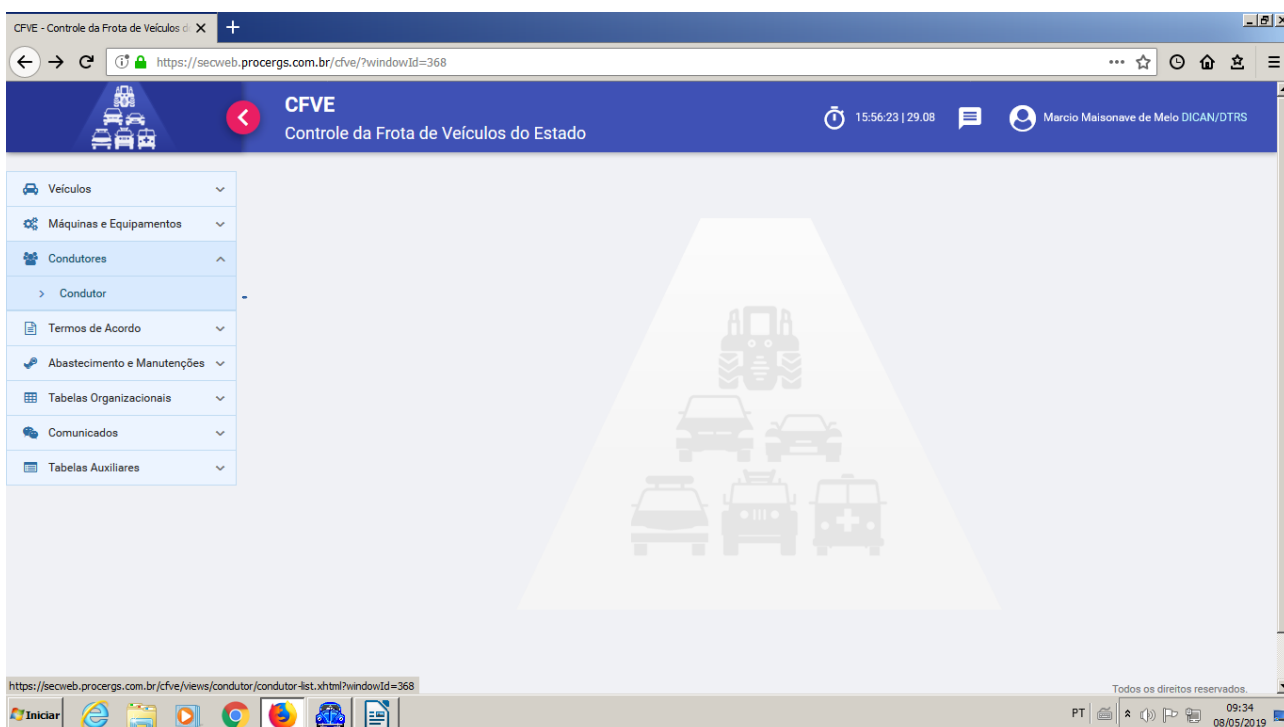 CFVE - Controle da Frota de Veículos d
https://secweb.procergs.com.br/cfve/?windowId=368
CFVE
Controle da Frota de Veículos do Estado
15:56:23 | 29.08
Marcio Maisonave de Melo DICAN/DTRS
Veículos
Máquinas e Equipamentos
Condutores
Condutor
Termos de Acordo
Abastecimento e Manutenções
Tabelas Organizacionais
Comunicados
Tabelas Auxiliares
https://secweb.procergs.com.br/cfve/views/condutor/condutor-list.xhtml?windowId=368
Todos os direitos reservados.
Iniciar
PT
09:34
08/05/2019